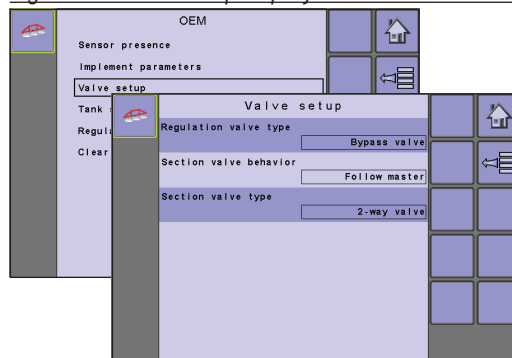 OEM
Sensor presence
Implement parameters
Valve setup
Tank
Clear
Valve setup
Regulation valve type
Bypass valve
Section valve behavior
Follow master
Section valve type
2-way valve